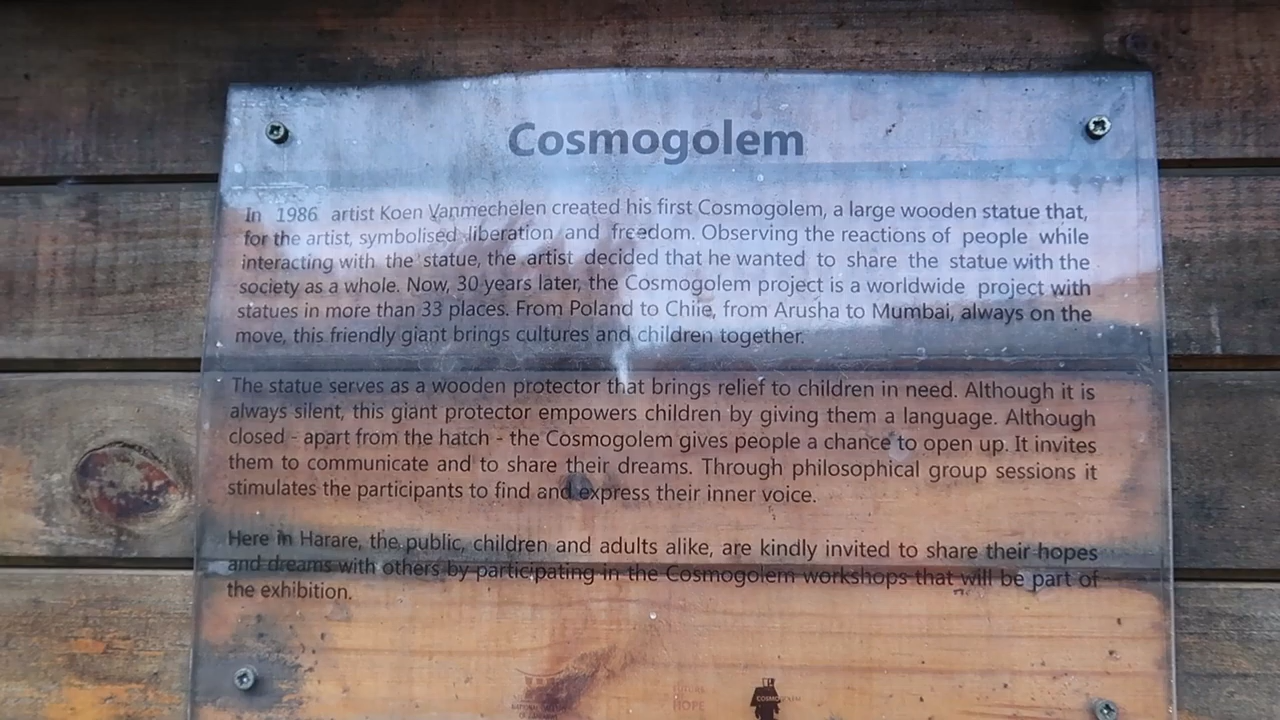 Cosmogolem
In 1986 artist Koen Vanmechelen created his first Cosmogolem, a large wooden statue that,
for the artist, symbolised liberation and freedom. Observing the reactions of people while
interacting with the statue, the artist decided that he wanted to share the statue with the
society as a whole. Now, 30 years later, the Cosmogolem project is a worldwide project with
statues in more than 33 places. From Poland to Chile, from Arusha to Mumbai, always on the
move, this friendly giant brings cultures and children together.
The statue serves as a wooden protector that brings relief to children in need. Although it is
always silent, this giant protector empowers children by giving them a language. Although
closed - apart from the hatch - the Cosmogolem gives people a chance to open up. It invites
them to communicate and to share their dreams. Through philosophical group sessions it
stimulates the participants to find and express their inner voice.
Here in Harare, the public, children and adults alike, are kindly invited to share their hopes
and dreams with others by participating in the Cosmogolem workshops that will be part of
the exhibition.
NATIONAL GALLERY
HOPE
COSMOGOLEM